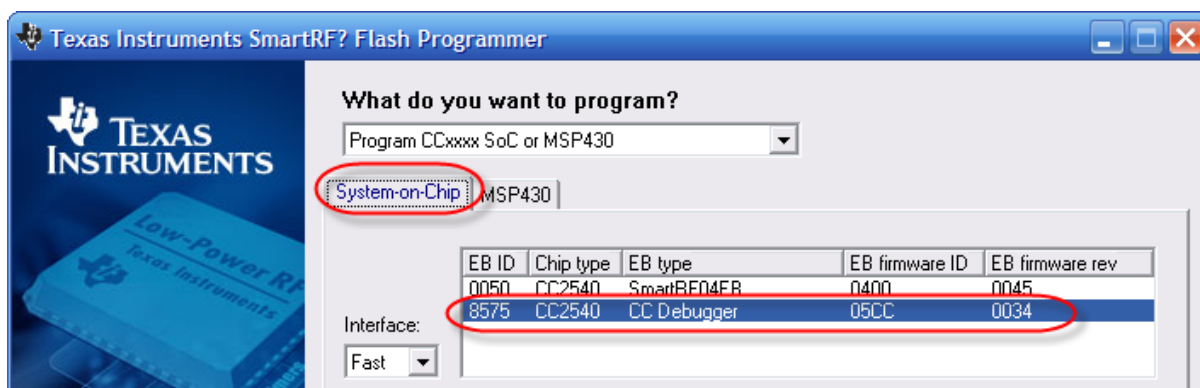 Texas Instruments SmartRF? Flash Programmer
TEXAS
INSTRUMENTS
Low-Power RF
Texas Instruments
What do you want to program?
Program CCxxxx SoC or MSP430
System-on-Chip MSP430
EB ID Chip type EB type EB firmware ID EB firmware rev
0050 CC2540 SmartRF04EB 0400 0045
8575 CC2540 CC Debugger 05CC 0034
Interface:
Fast